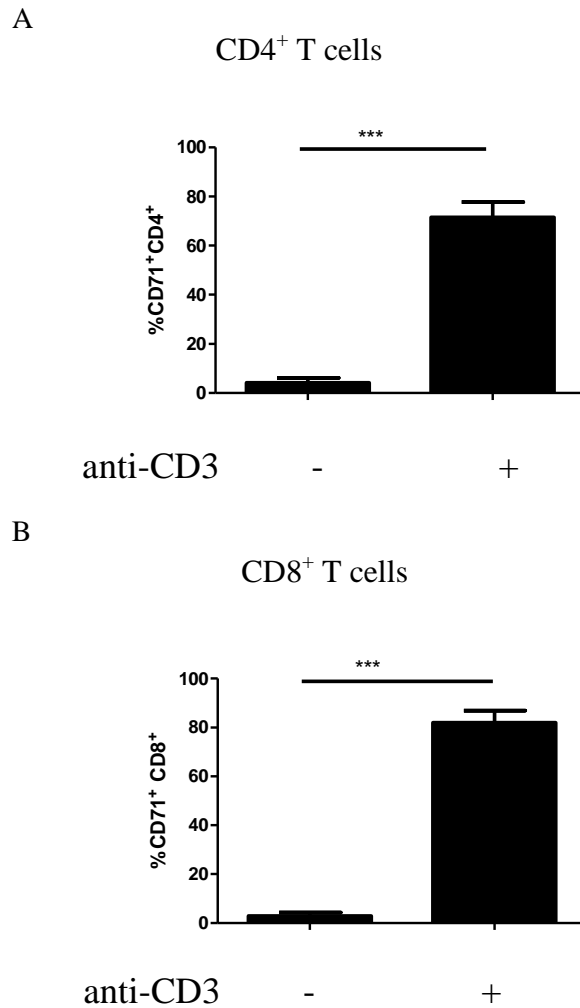 A
CD4⁺ T cells
***
100
80
60
40
20
0
%CD71⁺CD4⁺
anti-CD3 - +
B
CD8⁺ T cells
***
100
80
60
40
20
0
%CD71⁺ CD8⁺
anti-CD3 - +